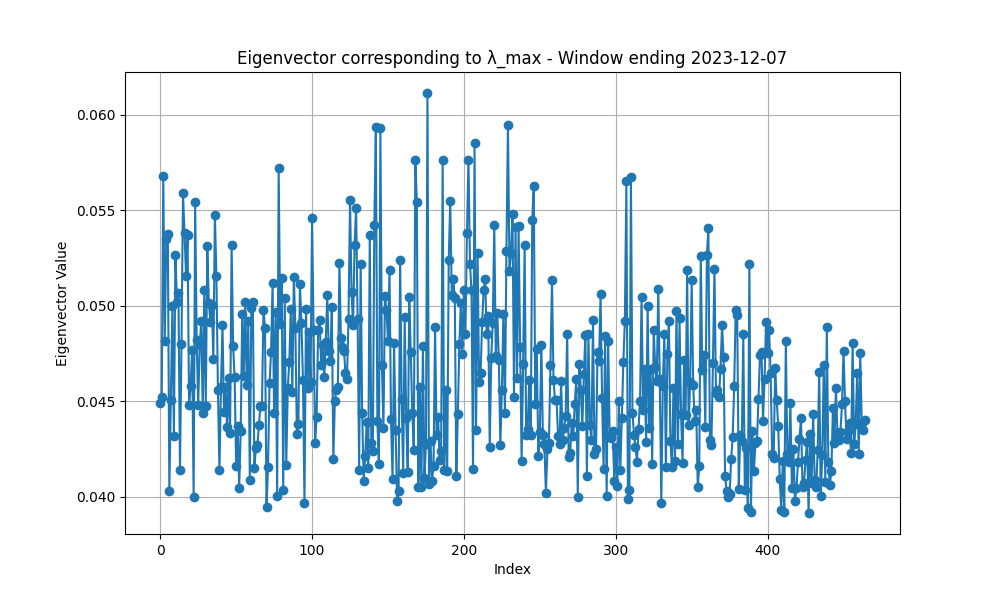 Eigenvector corresponding to λ_max - Window ending 2023-12-07
Eigenvector Value
0.060
0.055
0.050
0.045
0.040
0 100 200 300 400
Index